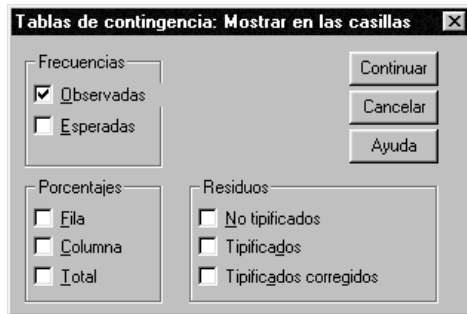 Tablas de contingencia: Mostrar en las casillas
Frecuencias
Observadas
Esperadas
Continuar
Cancelar
Ayuda
Porcentajes
Fila
Columna
Total
Residuos
No tipificados
Tipificados
Tipificados corregidos